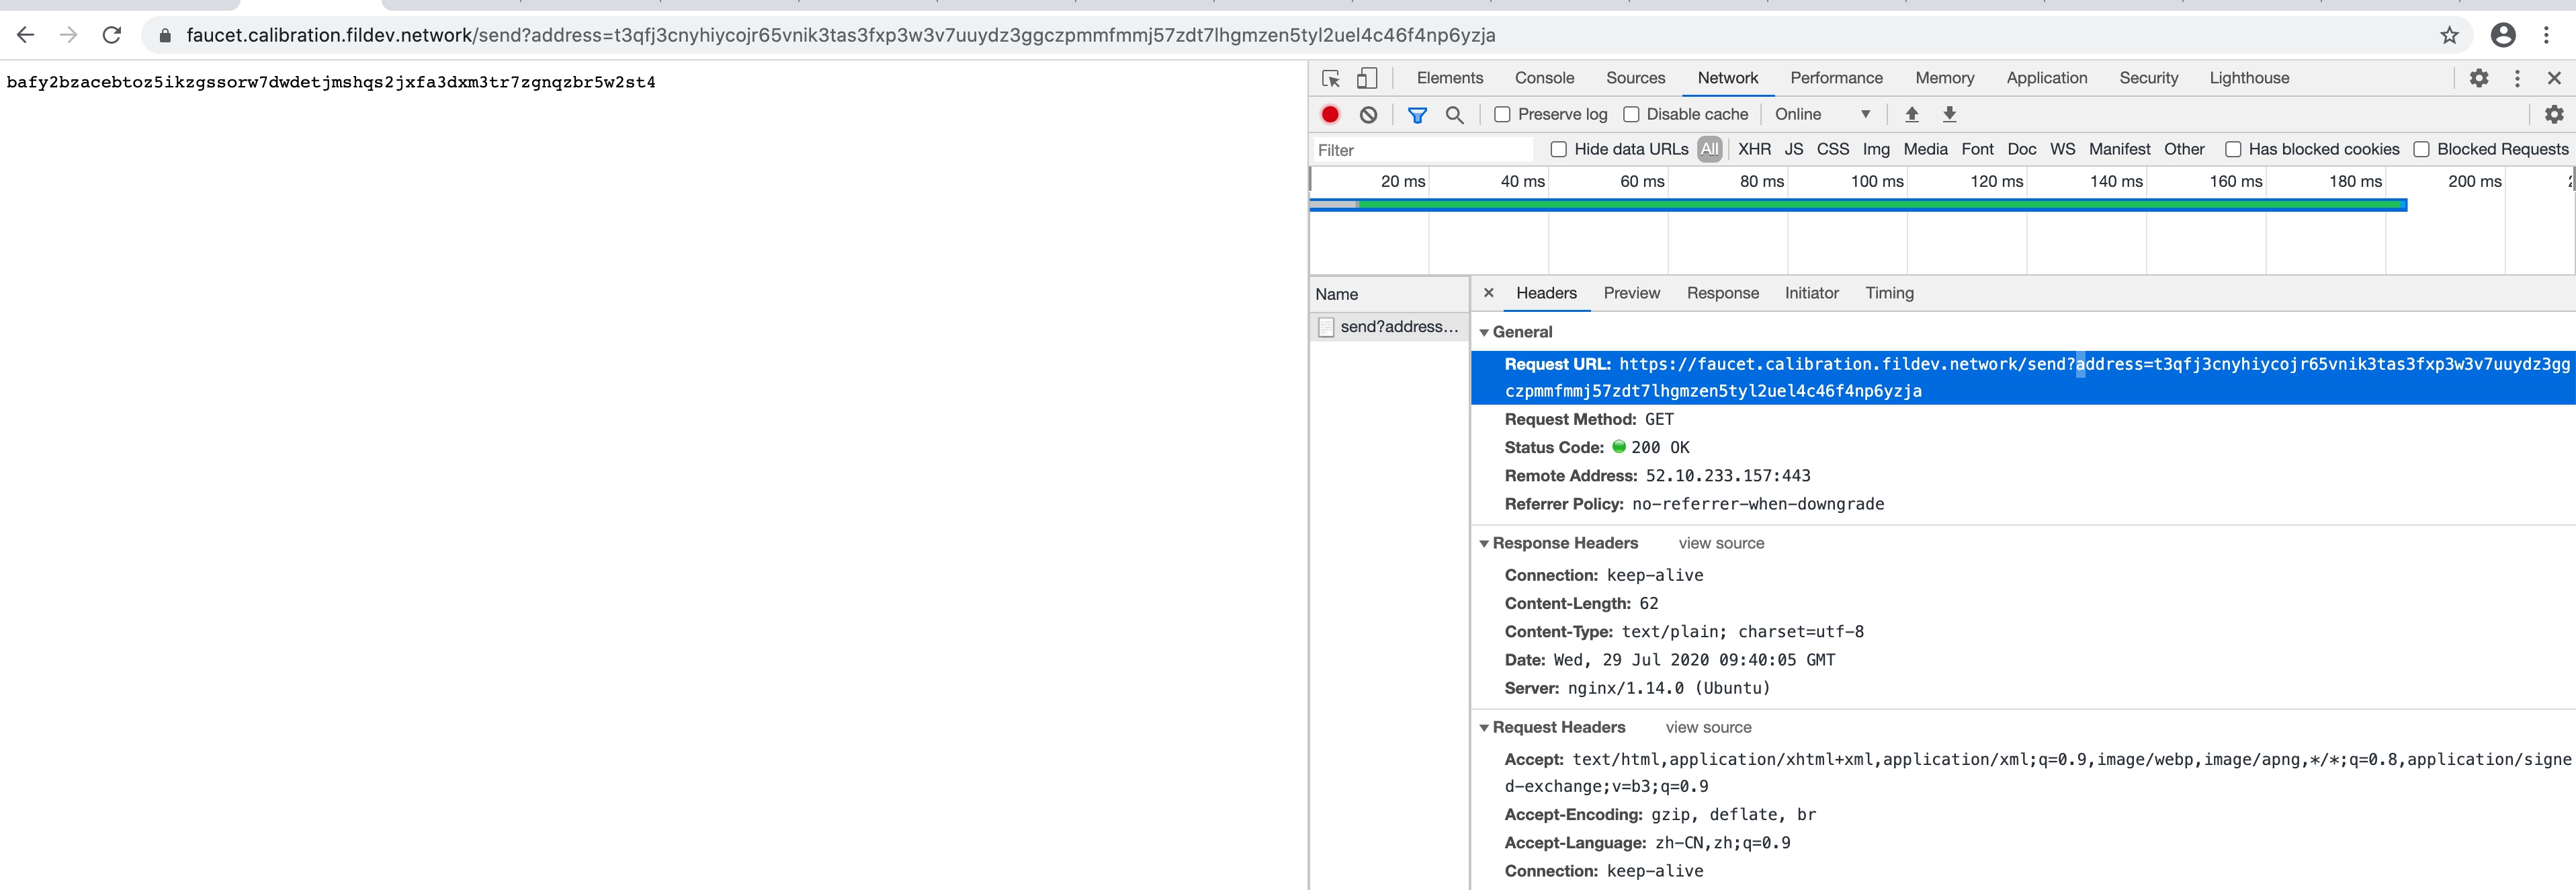 faucet.calibration.fildev.network/send?address=t3qfj3cnyhiycojr65vnik3tas3fxp3w3v7uuydz3ggczpmmfmmj57zdt7lhgmzen5tyl2uel4c46f4np6yzja
bafy2bzacebtoz5ikzgssorw7dwdetjmshqs2jxfa3dxm3tr7zgnqzbr5w2st4
Elements Console Sources Network Performance Memory Application Security Lighthouse
Preserve log Disable cache Online
Filter Hide data URLs All XHR JS CSS Img Media Font Doc WS Manifest Other Has blocked cookies Blocked Requests
20 ms 40 ms 60 ms 80 ms 100 ms 120 ms 140 ms 160 ms 180 ms 200 ms
Name
send?address...
Headers Preview Response Initiator Timing
General
Request URL: https://faucet.calibration.fildev.network/send?address=t3qfj3cnyhiycojr65vnik3tas3fxp3w3v7uuydz3gg
czpmmfmmj57zdt7lhgmzen5tyl2uel4c46f4np6yzja
Request Method: GET
Status Code: 200 OK
Remote Address: 52.10.233.157:443
Referrer Policy: no-referrer-when-downgrade
Response Headers view source
Connection: keep-alive
Content-Length: 62
Content-Type: text/plain; charset=utf-8
Date: Wed, 29 Jul 2020 09:40:05 GMT
Server: nginx/1.14.0 (Ubuntu)
Request Headers view source
Accept: text/html,application/xhtml+xml,application/xml;q=0.9,image/webp,image/apng,*/*;q=0.8,application/signe
d-exchange;v=b3;q=0.9
Accept-Encoding: gzip, deflate, br
Accept-Language: zh-CN,zh;q=0.9
Connection: keep-alive